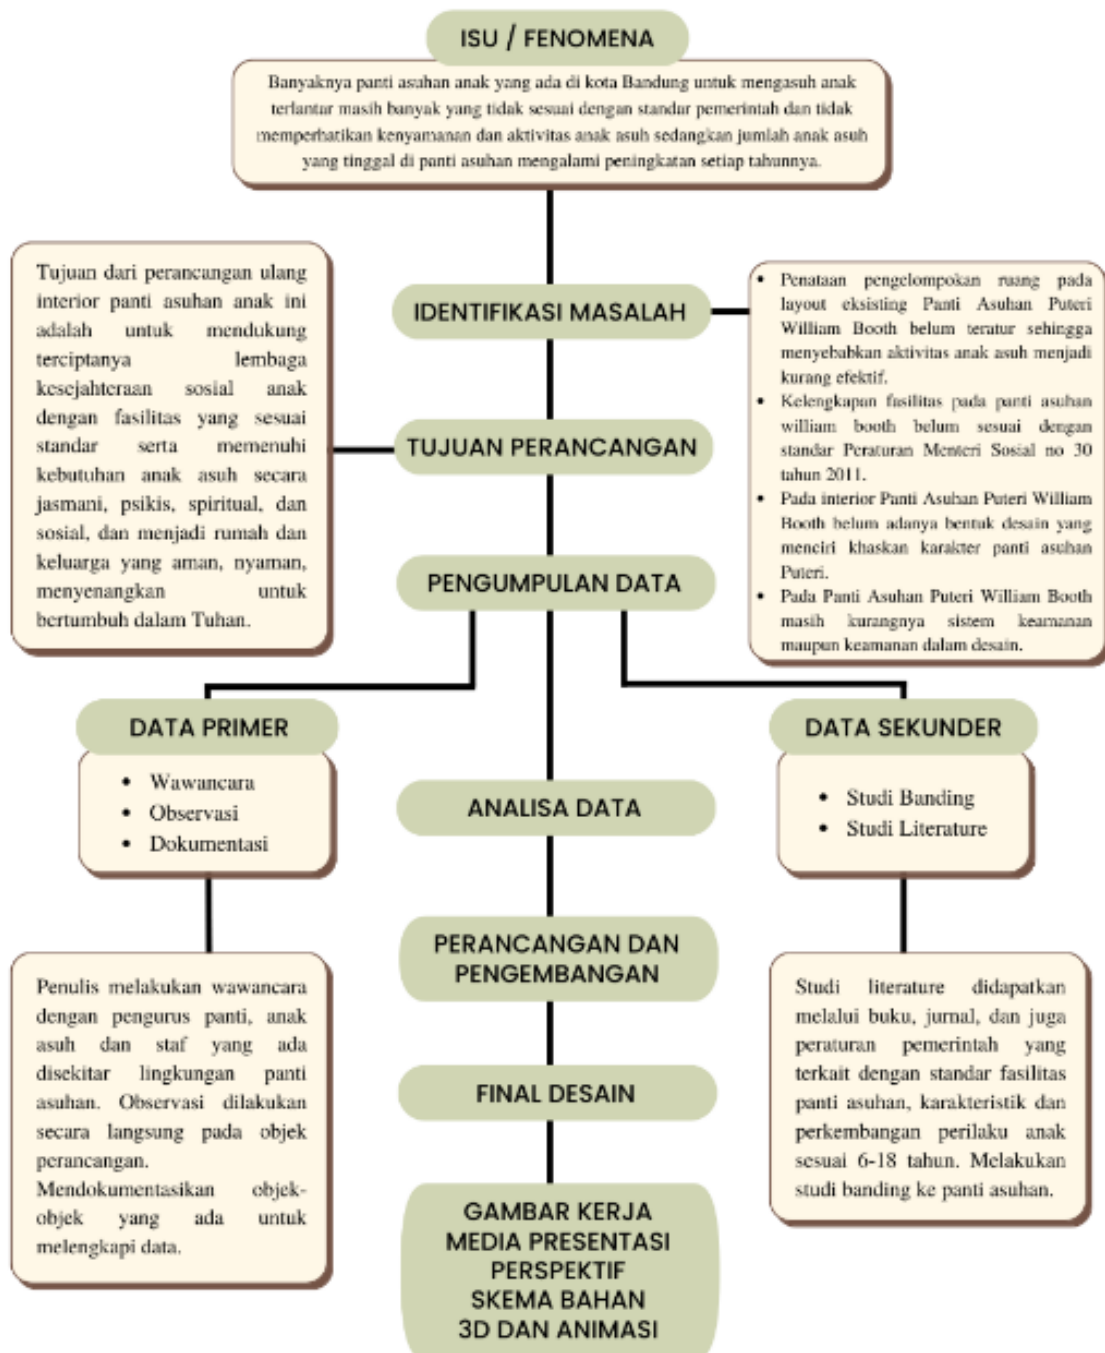 ISU / FENOMENA
Banyaknya panti asuhan anak yang ada di kota Bandung untuk mengasuh anak
terlantar masih banyak yang tidak sesuai dengan standar pemerintah dan tidak
memperhatikan kenyamanan dan aktivitas anak asuh sedangkan jumlah anak asuh
yang tinggal di panti asuhan mengalami peningkatan setiap tahunnya.
IDENTIFIKASI MASALAH
• Penataan pengelompokan ruang pada
layout eksisting Panti Asuhan Puteri
William Booth belum teratur sehingga
menyebabkan aktivitas anak asuh menjadi
kurang efektif.
• Kelengkapan fasilitas pada panti asuhan
william booth belum sesuai dengan
standar Peraturan Menteri Sosial no 30
tahun 2011.
• Pada interior Panti Asuhan Puteri William
Booth belum adanya bentuk desain yang
menciri khaskan karakter panti asuhan
Puteri.
• Pada Panti Asuhan Puteri William Booth
masih kurangnya sistem keamanan
maupun keamanan dalam desain.
TUJUAN PERANCANGAN
Tujuan dari perancangan ulang
interior panti asuhan anak ini
adalah untuk mendukung
terciptanya lembaga
kesejahteraan sosial anak
dengan fasilitas yang sesuai
standar serta memenuhi
kebutuhan anak asuh secara
jasmani, psikis, spiritual, dan
sosial, dan menjadi rumah dan
keluarga yang aman, nyaman,
menyenangkan untuk
bertumbuh dalam Tuhan.
PENGUMPULAN DATA
DATA PRIMER
• Wawancara
• Observasi
• Dokumentasi
Penulis melakukan wawancara
dengan pengurus panti, anak
asuh dan staf yang ada
disekitar lingkungan panti
asuhan. Observasi dilakukan
secara langsung pada objek
perancangan.
Mendokumentasikan objek-
objek yang ada untuk
melengkapi data.
DATA SEKUNDER
• Studi Banding
• Studi Literature
Studi literature didapatkan
melalui buku, jurnal, dan juga
peraturan pemerintah yang
terkait dengan standar fasilitas
panti asuhan, karakteristik dan
perkembangan perilaku anak
sesuai 6-18 tahun. Melakukan
studi banding ke panti asuhan.
ANALISA DATA
PERANCANGAN DAN
PENGEMBANGAN
FINAL DESAIN
GAMBAR KERJA
MEDIA PRESENTASI
PERSPEKTIF
SKEMA BAHAN
3D DAN ANIMASI